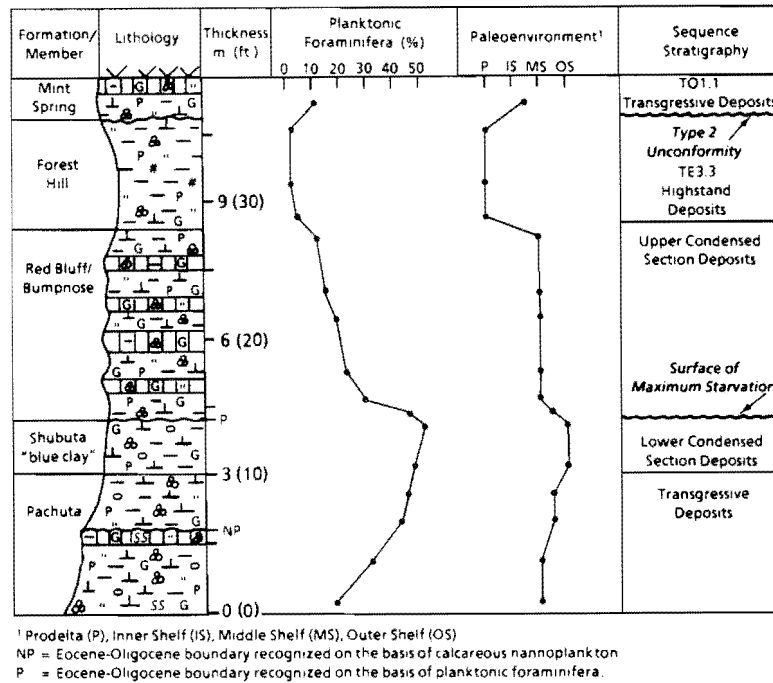 Formation/
Member
Lithology
Thickness
m (ft)
Planktonic
Foraminifera (%)
0 10 20 30 40 50
Paleoenvironment¹
P IS MS OS
Sequence
Stratigraphy
Mint
Spring
Forest
Hill
Red Bluff/
Bumpnose
Shubuta
"blue clay"
Pachuta
9 (30)
6 (20)
P
3 (10)
NP
0 (0)
TO1.1
Transgressive Deposits
Type 2
Unconformity
TE3.3
Highstand
Deposits
Upper Condensed
Section Deposits
Surface of
Maximum Starvation
Lower Condensed
Section Deposits
Transgressive
Deposits
¹ Prodelta (P), Inner Shelf (IS), Middle Shelf (MS), Outer Shelf (OS)
NP = Eocene-Oligocene boundary recognized on the basis of calcareous nannoplankton
P = Eocene-Oligocene boundary recognized on the basis of planktonic foraminifera.